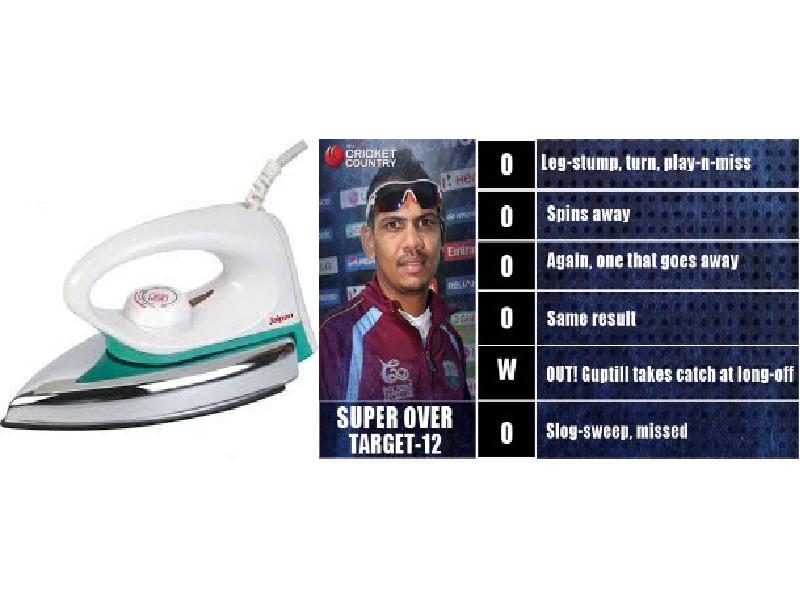 Jaipan
CRICKET
COUNTRY
SUPER OVER
TARGET-12
0 Leg-stump, turn, play-n-miss
0 Spins away
0 Again, one that goes away
0 Same result
W OUT! Guptill takes catch at long-off
0 Slog-sweep, missed